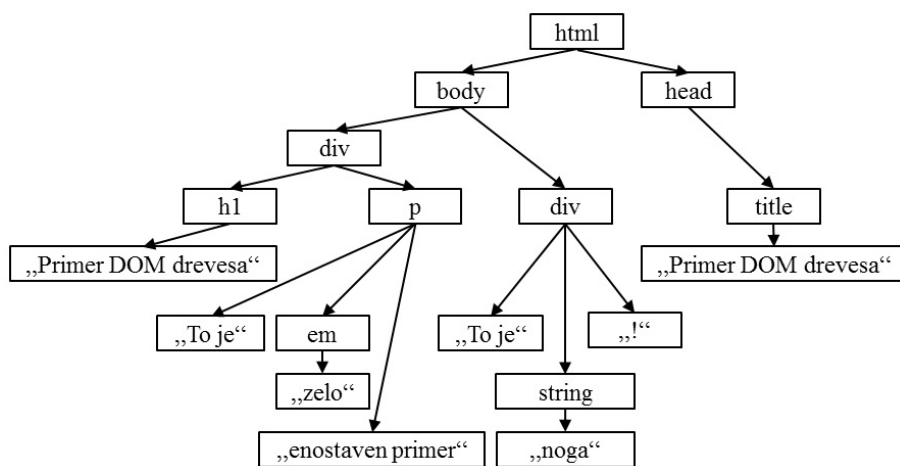 html
body
head
div
h1
p
div
title
„Primer DOM drevesa“
„Primer DOM drevesa“
„To je“
em
„To je“
„!“
„zelo“
string
„enostaven primer“
„noga“